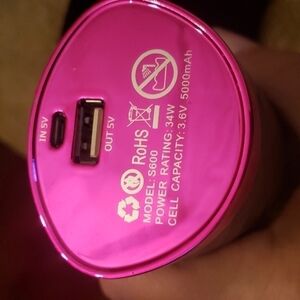 IN 5V
OUT 5V
RoHS
MODEL: S600
POWER RATING: 34W
CELL CAPACITY: 3.6V 5000mAh